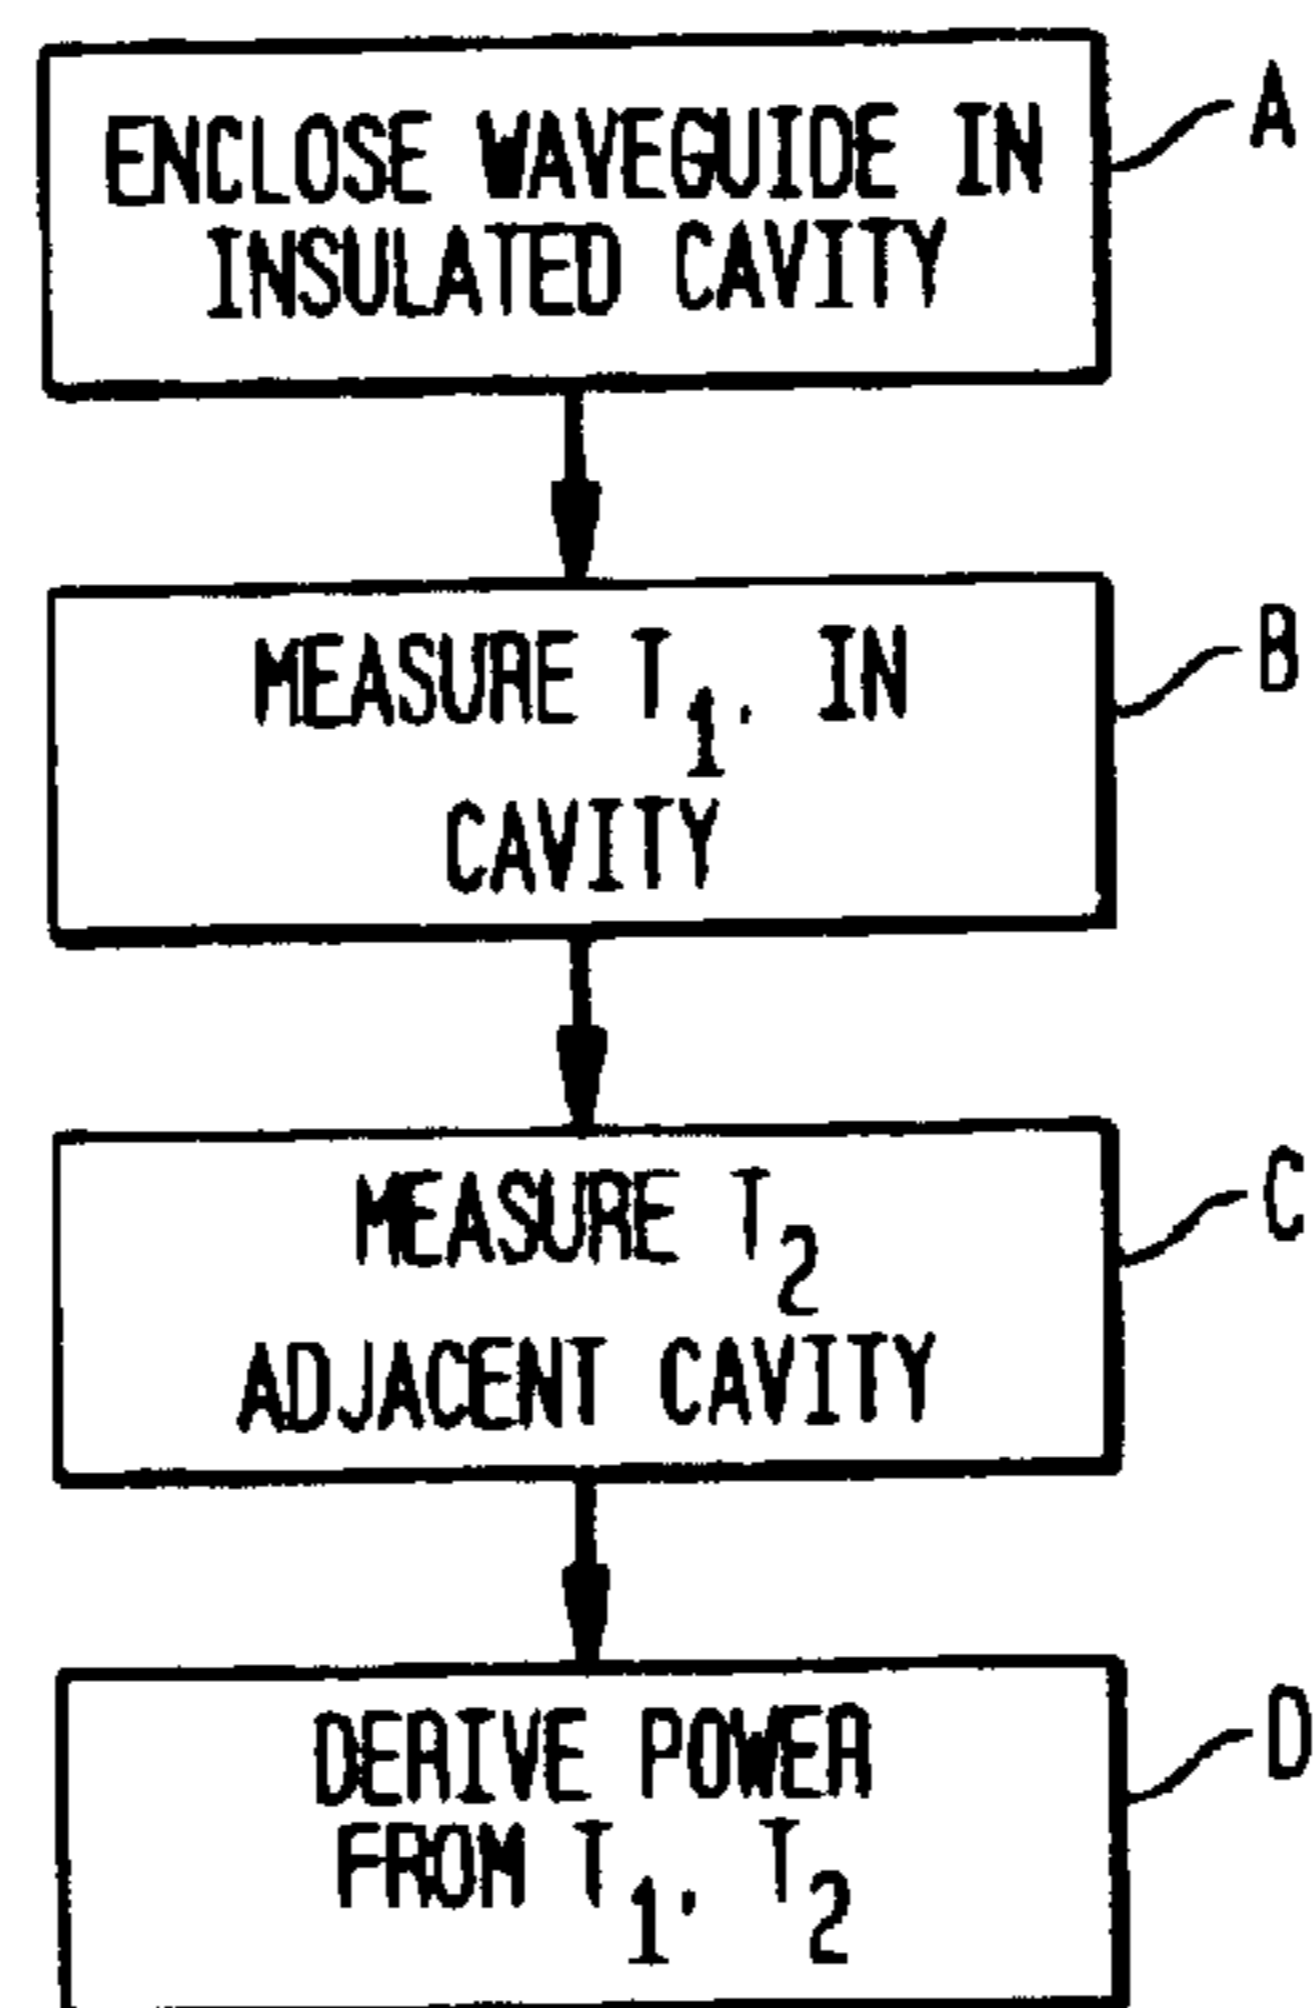 ENCLOSE WAVEGUIDE IN
INSULATED CAVITY
A
MEASURE T₁. IN
CAVITY
B
MEASURE T₂
ADJACENT CAVITY
C
DERIVE POWER
FROM T₁, T₂
D